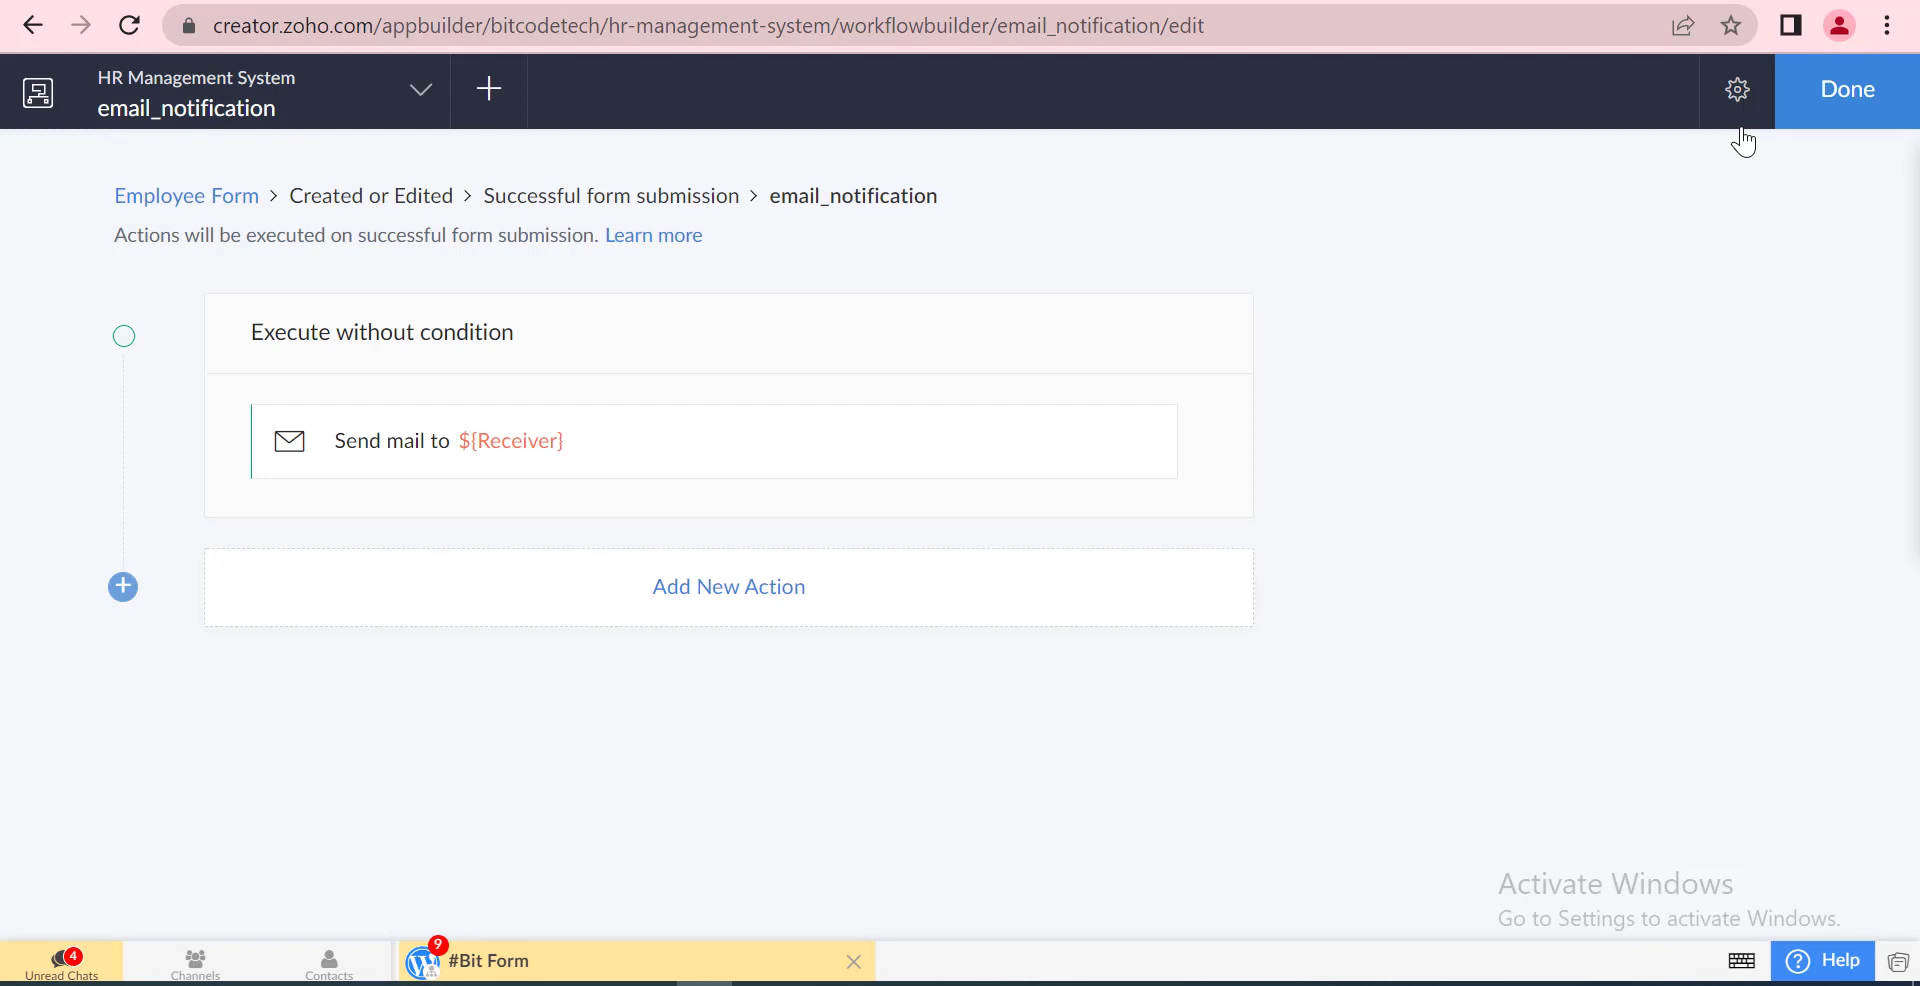 creator.zoho.com/appbuilder/bitcodetech/hr-management-system/workflowbuilder/email_notification/edit
HR Management System
email_notification
Done
Employee Form > Created or Edited > Successful form submission > email_notification
Actions will be executed on successful form submission. Learn more
Execute without condition
Send mail to ${Receiver}
Add New Action
Activate Windows
Go to Settings to activate Windows.
4
Unread Chats
Channels
Contacts
9
#Bit Form
Help